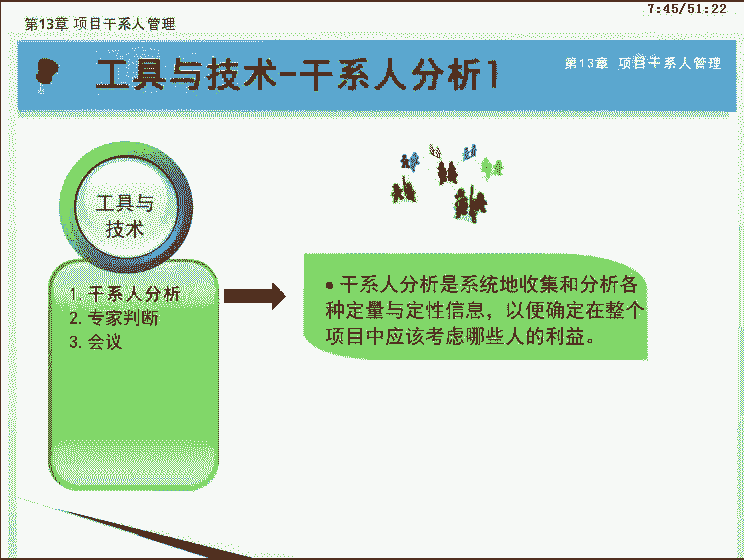 7:45/51:22
第13章 项目干系人管理
工具与技术-干系人分析1
第13章 项目干系人管理
工具与
技术
1. 干系人分析
2. 专家判断
3. 会议
• 干系人分析是系统地收集和分析各
种定量与定性信息，以便确定在整个
项目中应该考虑哪些人的利益。